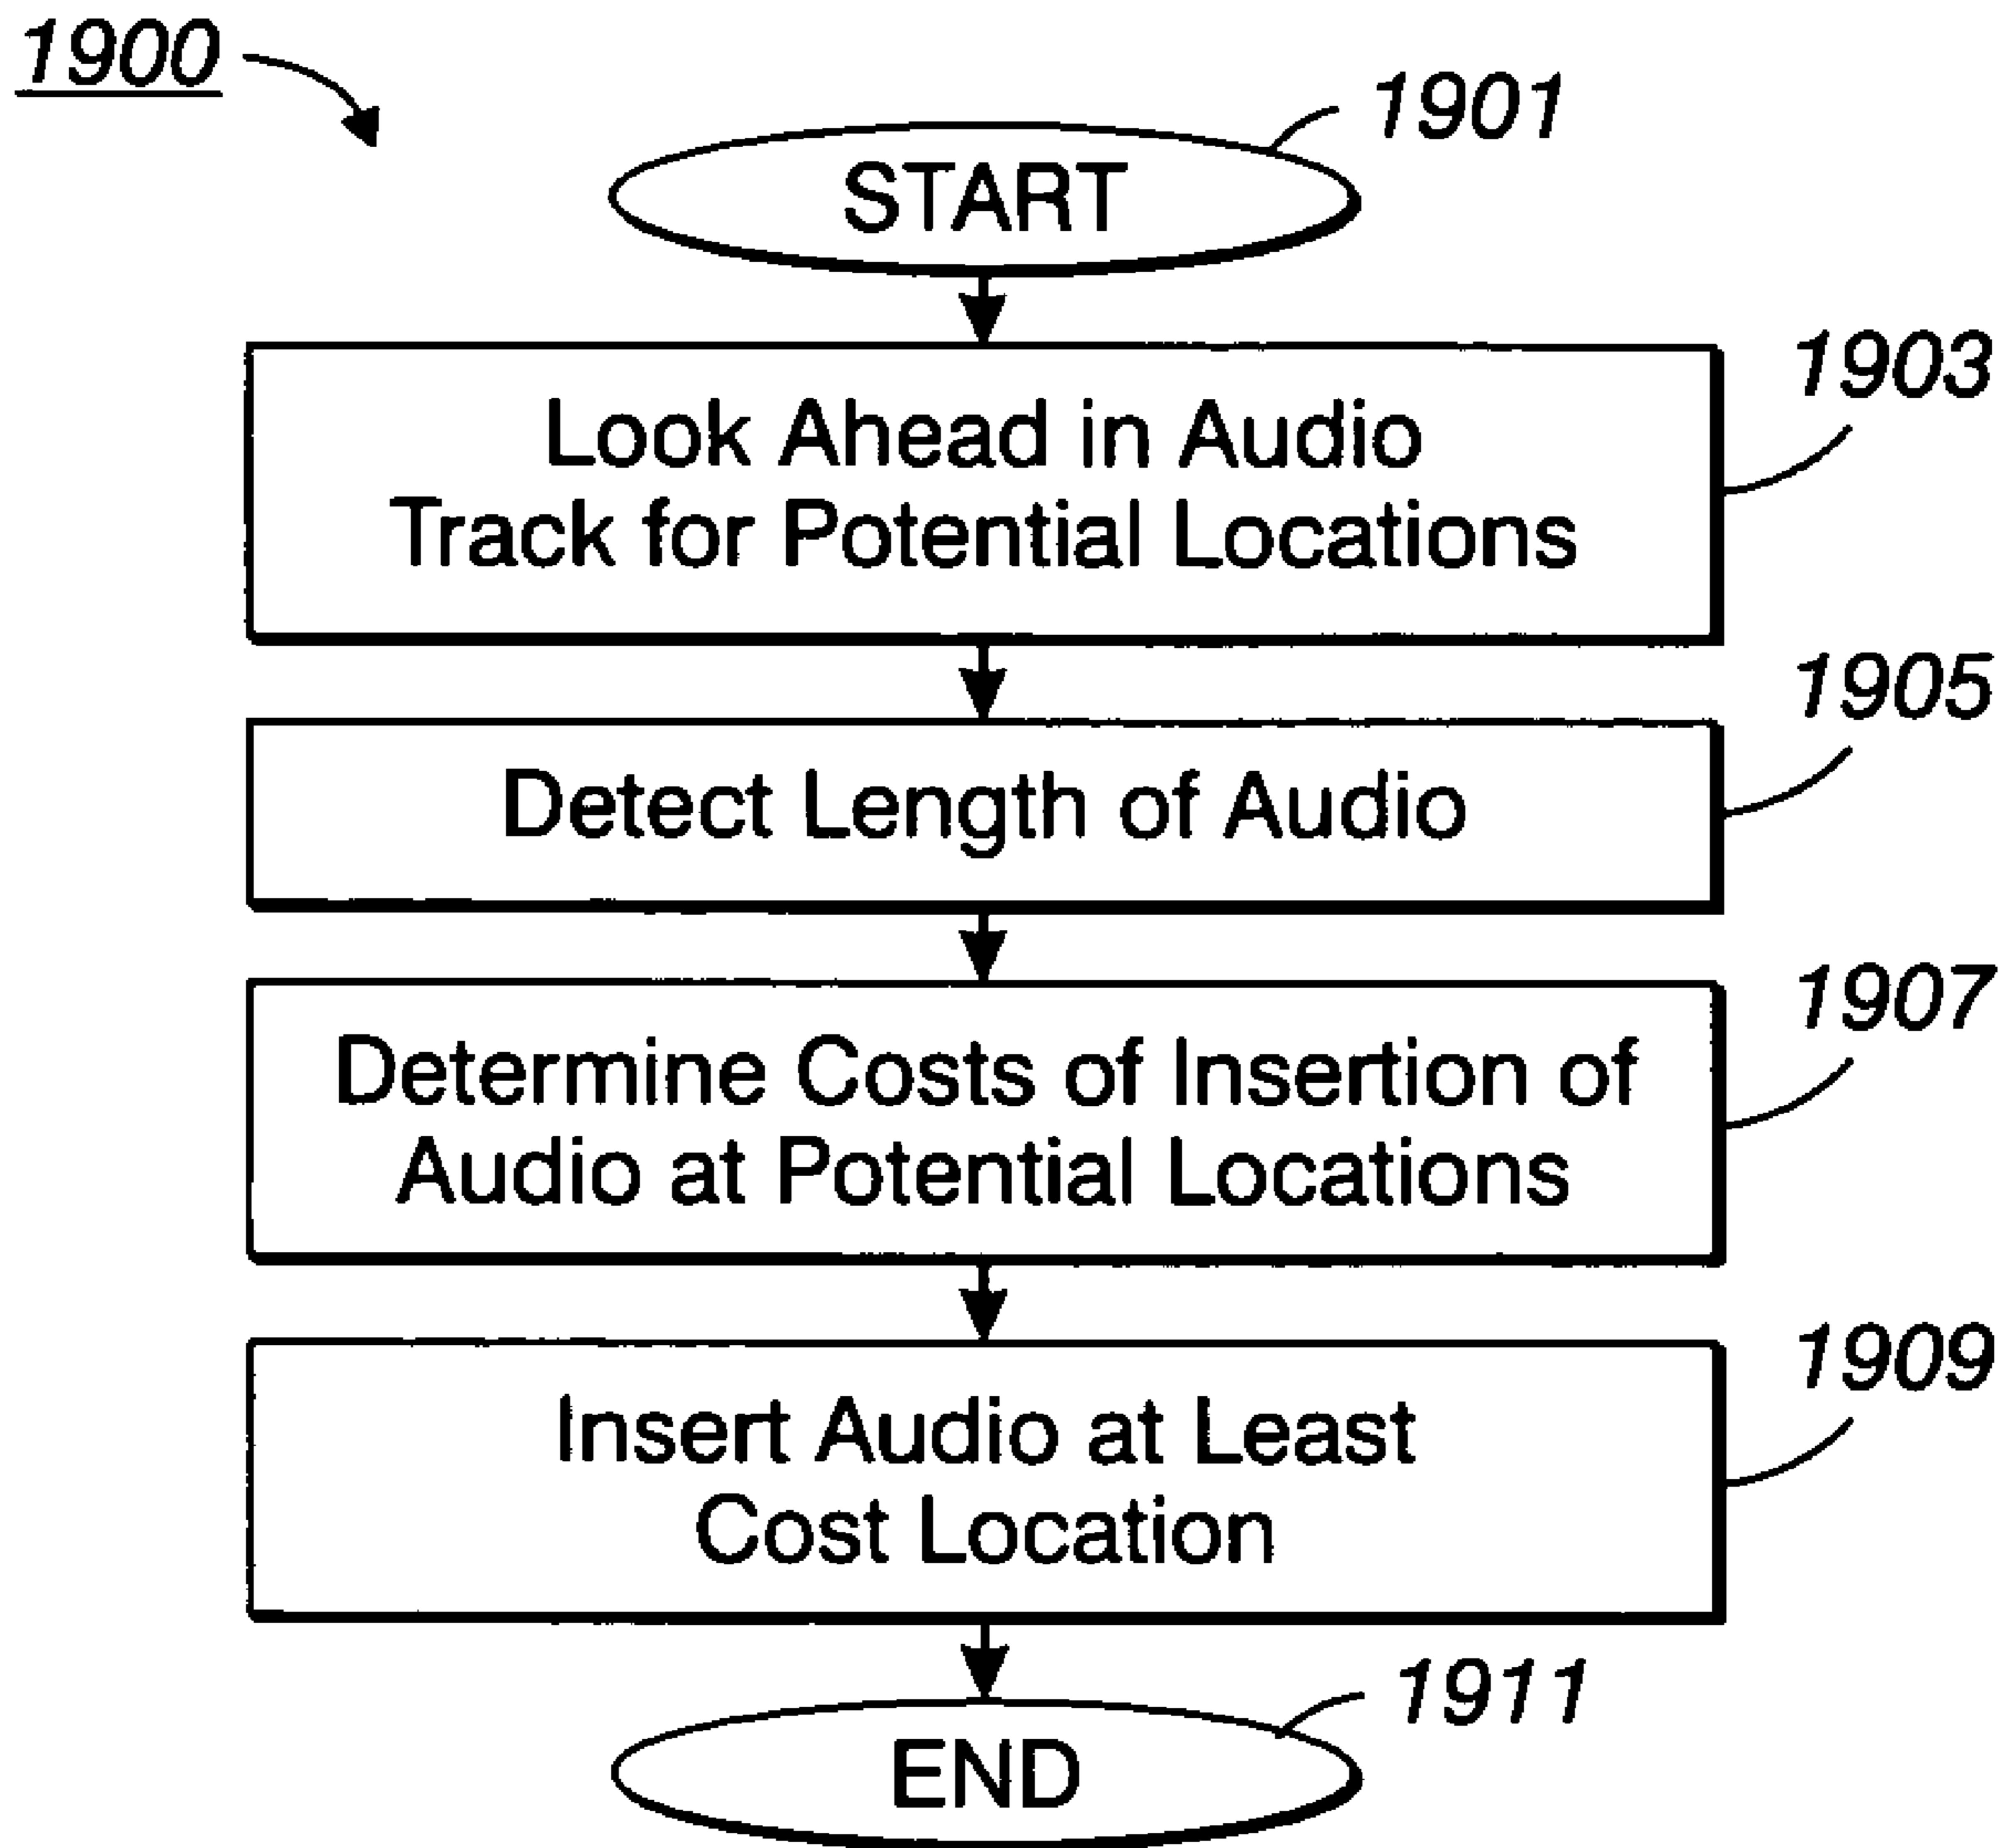 1900
1901
START
1903
Look Ahead in Audio
Track for Potential Locations
1905
Detect Length of Audio
1907
Determine Costs of Insertion of
Audio at Potential Locations
1909
Insert Audio at Least
Cost Location
1911
END